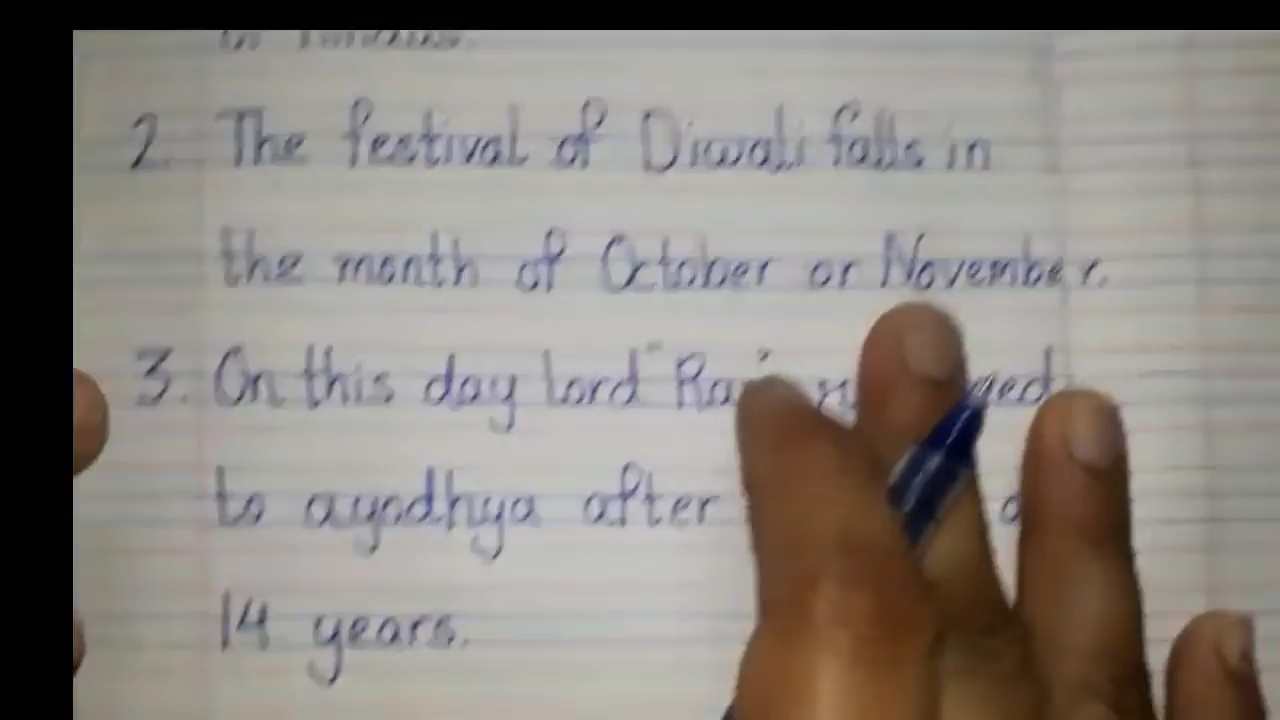 2. The festival of Diwali falls in
the month of October or November.
3. On this day lord
to ayodhya after
14 years.